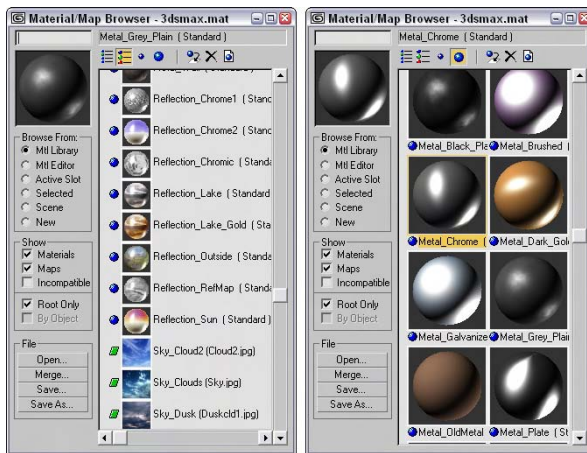 Material/Map Browser - 3dsmax.mat
Metal_Grey_Plain ( Standard )
Browse From:
Mtl Library
Mtl Editor
Active Slot
Selected
Scene
New
Show
Materials
Maps
Incompatible
Root Only
By Object
File
Open...
Merge...
Save...
Save As...
Reflection_Chrome1 ( Stand
Reflection_Chrome2 ( Stand
Reflection_Chromic ( Standa
Reflection_Lake ( Standard
Reflection_Lake_Gold ( Sta
Reflection_Outside ( Standa
Reflection_RefMap ( Standa
Reflection_Sun ( Standard )
Sky_Cloud2 (Cloud2.jpg)
Sky_Clouds (Sky.jpg)
Sky_Dusk (Duskcld1.jpg)
Material/Map Browser - 3dsmax.mat
Metal_Chrome ( Standard )
Browse From:
Mtl Library
Mtl Editor
Active Slot
Selected
Scene
New
Show
Materials
Maps
Incompatible
Root Only
By Object
File
Open...
Merge...
Save...
Save As...
Metal_Black_Pla Metal_Brushed (
Metal_Chrome ( Metal_Dark_Gol
Metal_Galvanize Metal_Grey_Plain
Metal_OldMetal Metal_Plate ( St